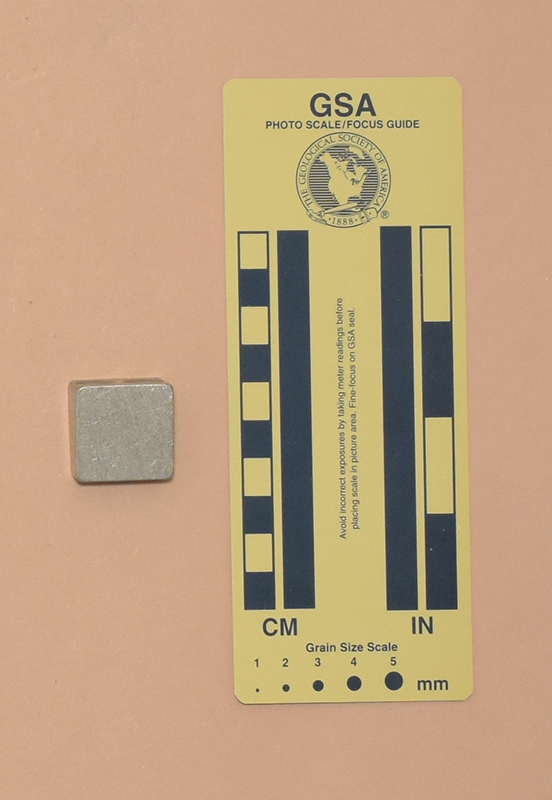 GSA
PHOTO SCALE/FOCUS GUIDE
THE GEOLOGICAL SOCIETY OF AMERICA
·1888·
®
Avoid incorrect exposures by taking meter readings before
placing scale in picture area. Fine-focus on GSA seal.
CM
IN
Grain Size Scale
1 2 3 4 5
mm